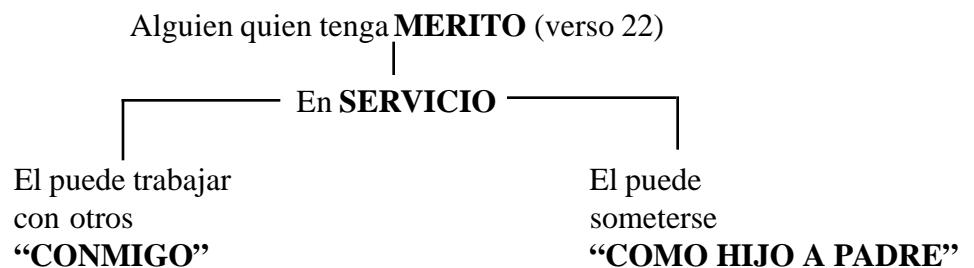 Alguien quien tenga MERITO (verso 22)
En SERVICIO
El puede trabajar
con otros
“CONMIGO”
El puede
someterse
“COMO HIJO A PADRE”